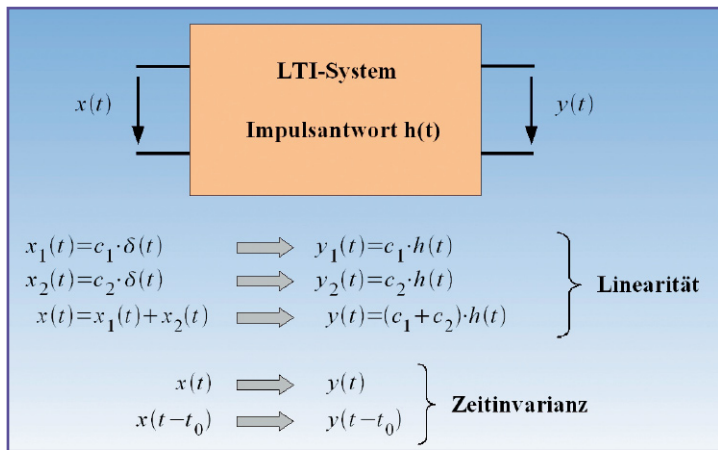 LTI-System
x(t)
y(t)
Impulsantwort h(t)
x₁(t)=c₁·δ(t) y₁(t)=c₁·h(t)
x₂(t)=c₂·δ(t) y₂(t)=c₂·h(t)
Linearität
x(t)=x₁(t)+x₂(t) y(t)=(c₁+c₂)·h(t)
x(t) y(t)
Zeitinvarianz
x(t−t₀) y(t−t₀)